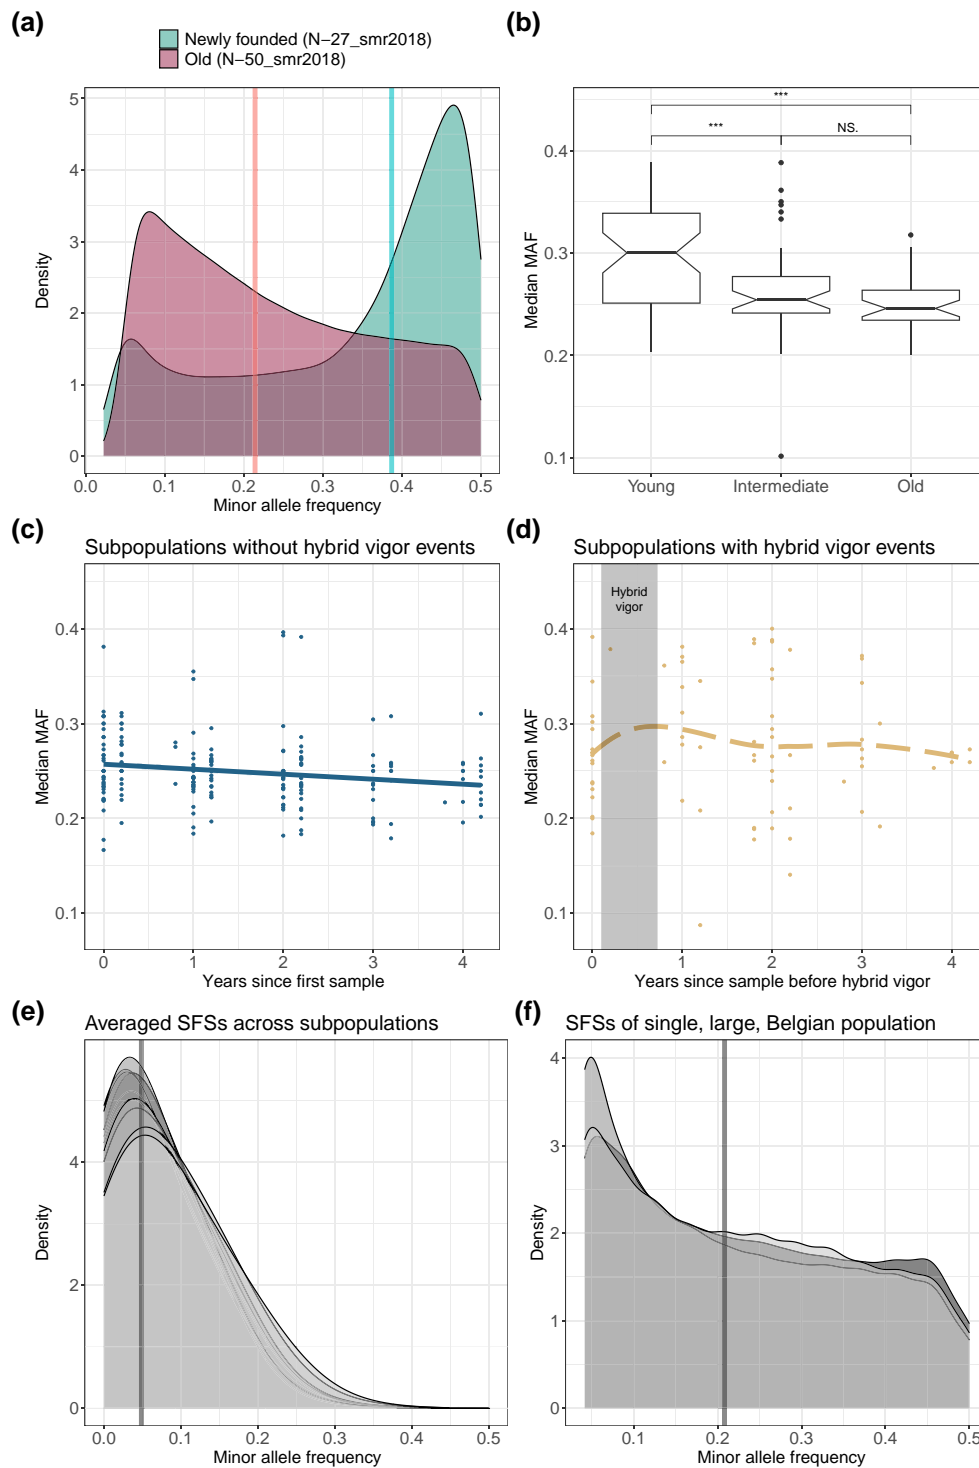 (a)
Newly founded (N−27_smr2018)
Old (N−50_smr2018)
5
4
3
2
1
0
Density
0.0 0.1 0.2 0.3 0.4 0.5
Minor allele frequency
(b)
***
***
NS.
0.4
0.3
0.2
0.1
Median MAF
Young Intermediate Old
(c)
Subpopulations without hybrid vigor events
0.4
0.3
0.2
0.1
Median MAF
0 1 2 3 4
Years since first sample
(d)
Subpopulations with hybrid vigor events
Hybrid
vigor
0.4
0.3
0.2
0.1
Median MAF
0 1 2 3 4
Years since sample before hybrid vigor
(e)
Averaged SFSs across subpopulations
4
2
0
Density
0.0 0.1 0.2 0.3 0.4 0.5
Minor allele frequency
(f)
SFSs of single, large, Belgian population
4
3
2
1
0
Density
0.1 0.2 0.3 0.4 0.5
Minor allele frequency